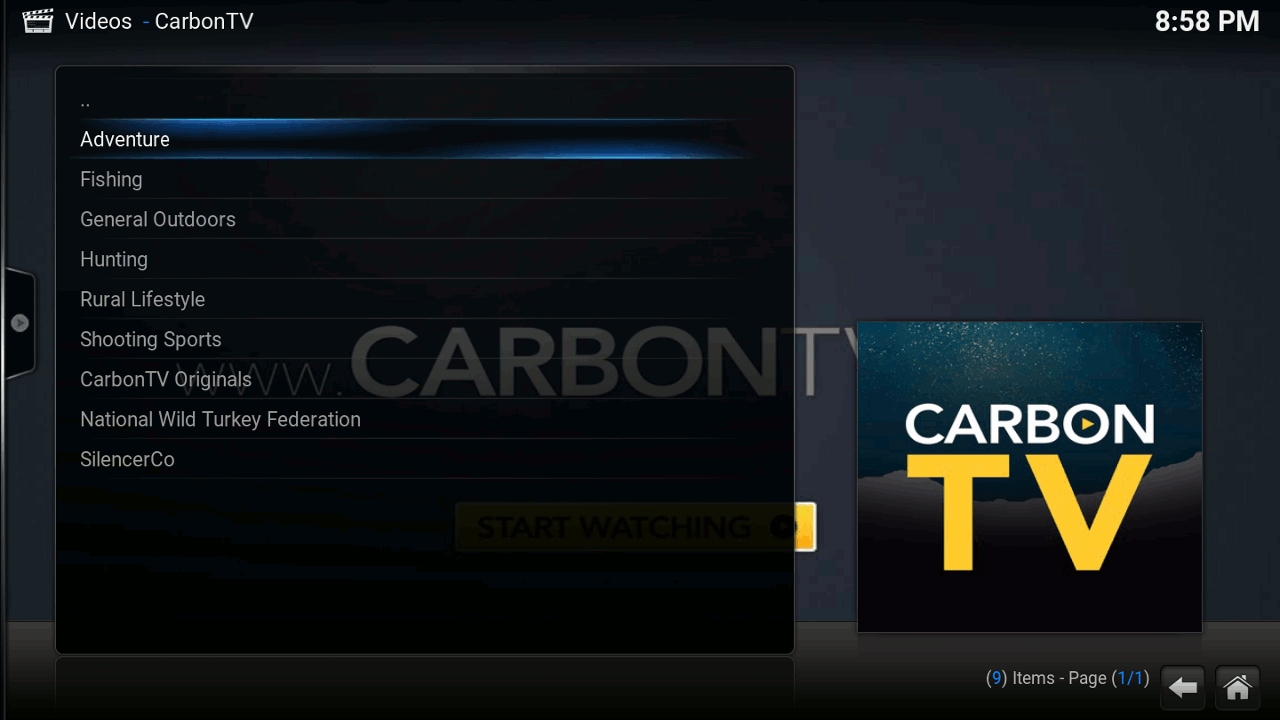 Videos - CarbonTV
8:58 PM
..
Adventure
Fishing
General Outdoors
Hunting
Rural Lifestyle
Shooting Sports
CarbonTV Originals
National Wild Turkey Federation
SilencerCo
www.CARBONTV
START WATCHING
CARBON
TV
(9) Items - Page (1/1)